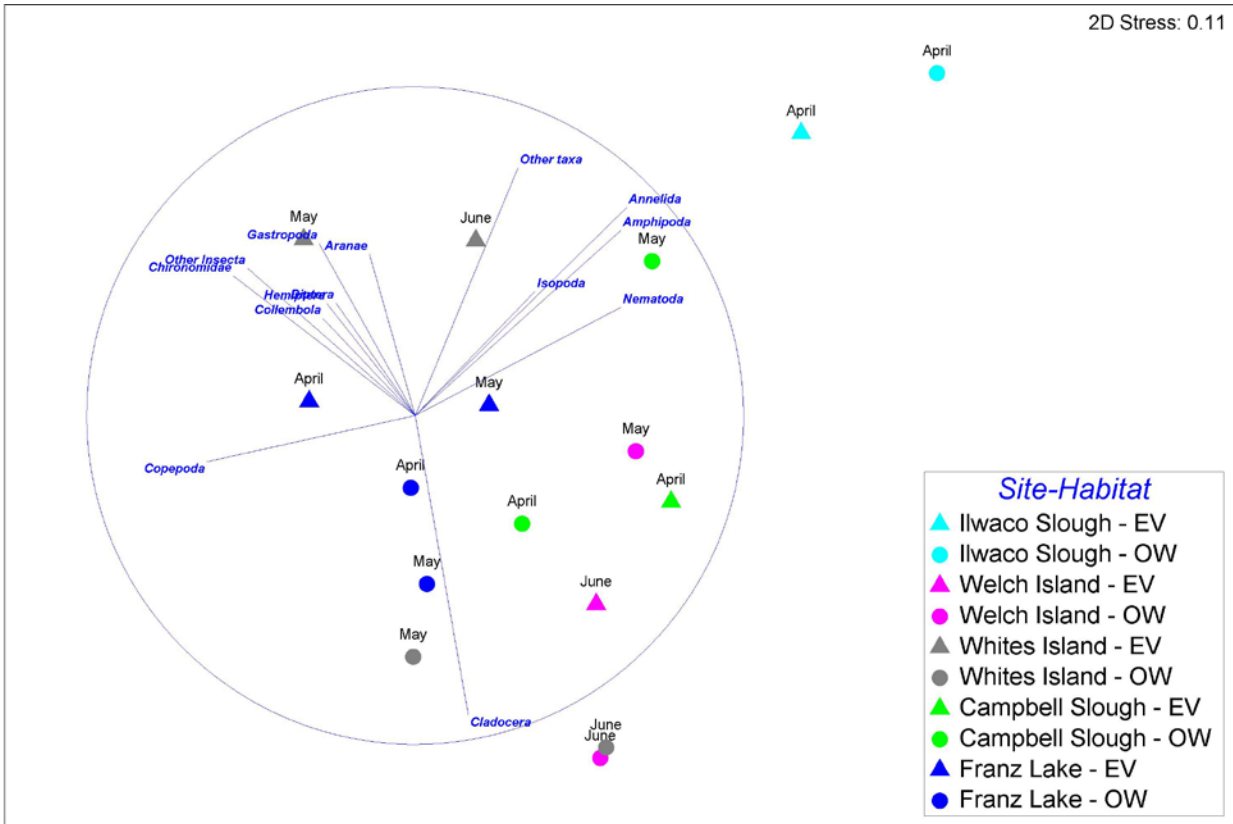 2D Stress: 0.11
April
April
Other taxa
Annelida
May
June
Amphipoda
Gastropoda
Aranae
May
Other Insecta
Chironomidae
Isopoda
Hemiptera
Diptera
Nematoda
Collembola
April
May
May
Copepoda
April
April
April
May
June
May
Cladocera
June
June
Site-Habitat
Ilwaco Slough - EV
Ilwaco Slough - OW
Welch Island - EV
Welch Island - OW
Whites Island - EV
Whites Island - OW
Campbell Slough - EV
Campbell Slough - OW
Franz Lake - EV
Franz Lake - OW